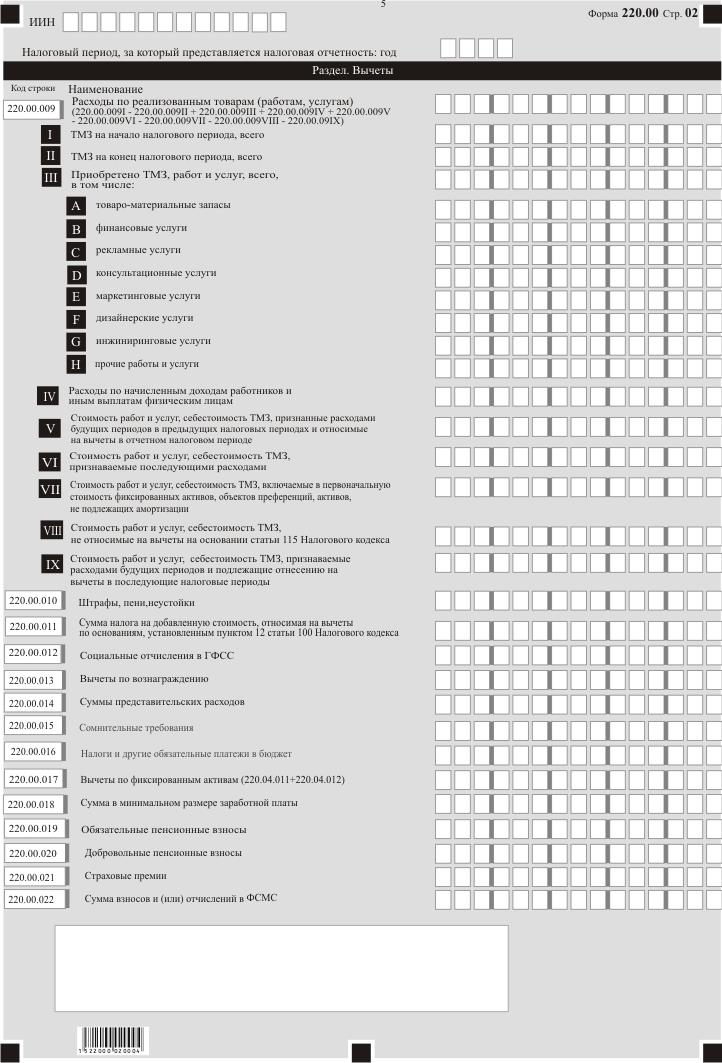 5
ИИН
Форма 220.00 Стр. 02
Налоговый период, за который представляется налоговая отчетность: год
Раздел. Вычеты
Код строки Наименование
220.00.009 Расходы по реализованным товарам (работам, услугам)
(220.00.009I - 220.00.009II + 220.00.009III + 220.00.009IV + 220.00.009V
- 220.00.009VI - 220.00.009VII - 220.00.009VIII - 220.00.09IX)
I ТМЗ на начало налогового периода, всего
II ТМЗ на конец налогового периода, всего
III Приобретено ТМЗ, работ и услуг, всего,
в том числе:
A товаро-материальные запасы
B финансовые услуги
C рекламные услуги
D консультационные услуги
E маркетинговые услуги
F дизайнерские услуги
G инжиниринговые услуги
H прочие работы и услуги
IV Расходы по начисленным доходам работников и
иным выплатам физическим лицам
V Стоимость работ и услуг, себестоимость ТМЗ, признанные расходами
будущих периодов в предыдущих налоговых периодах и относимые
на вычеты в отчетном налоговом периоде
VI Стоимость работ и услуг, себестоимость ТМЗ,
признаваемые последующими расходами
VII Стоимость работ и услуг, себестоимость ТМЗ, включаемые в первоначальную
стоимость фиксированных активов, объектов преференций, активов,
не подлежащих амортизации
VIII Стоимость работ и услуг, себестоимость ТМЗ,
не относимые на вычеты на основании статьи 115 Налогового кодекса
IX Стоимость работ и услуг, себестоимость ТМЗ, признаваемые
расходами будущих периодов и подлежащие отнесению на
вычеты в последующие налоговые периоды
220.00.010 Штрафы, пени,неустойки
220.00.011 Сумма налога на добавленную стоимость, относимая на вычеты
по основаниям, установленным пунктом 12 статьи 100 Налогового кодекса
220.00.012 Социальные отчисления в ГФСС
220.00.013 Вычеты по вознаграждению
220.00.014 Суммы представительских расходов
220.00.015 Сомнительные требования
220.00.016 Налоги и другие обязательные платежи в бюджет
220.00.017 Вычеты по фиксированным активам (220.04.011+220.04.012)
220.00.018 Сумма в минимальном размере заработной платы
220.00.019 Обязательные пенсионные взносы
220.00.020 Добровольные пенсионные взносы
220.00.021 Страховые премии
220.00.022 Сумма взносов и (или) отчислений в ФСМС
1522000020004